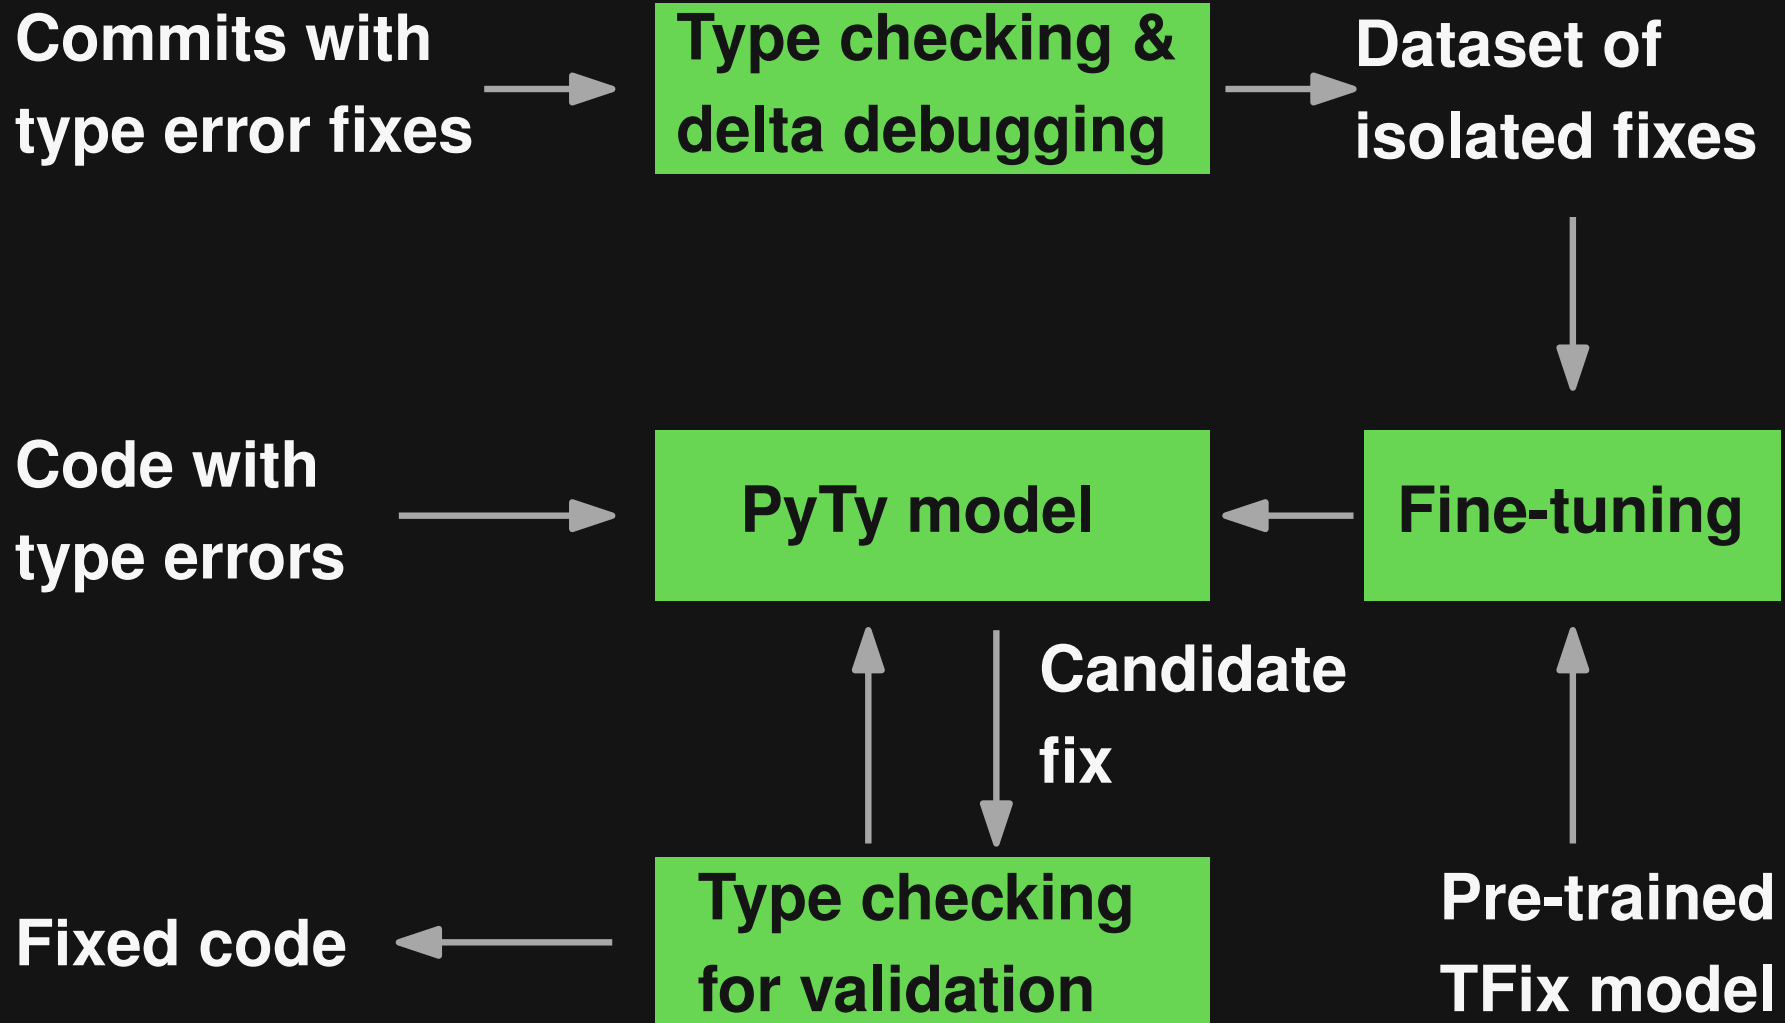 Commits with
type error fixes
Type checking &
delta debugging
Dataset of
isolated fixes
Code with
type errors
PyTy model
Fine-tuning
Candidate
fix
Fixed code
Type checking
for validation
Pre-trained
TFix model